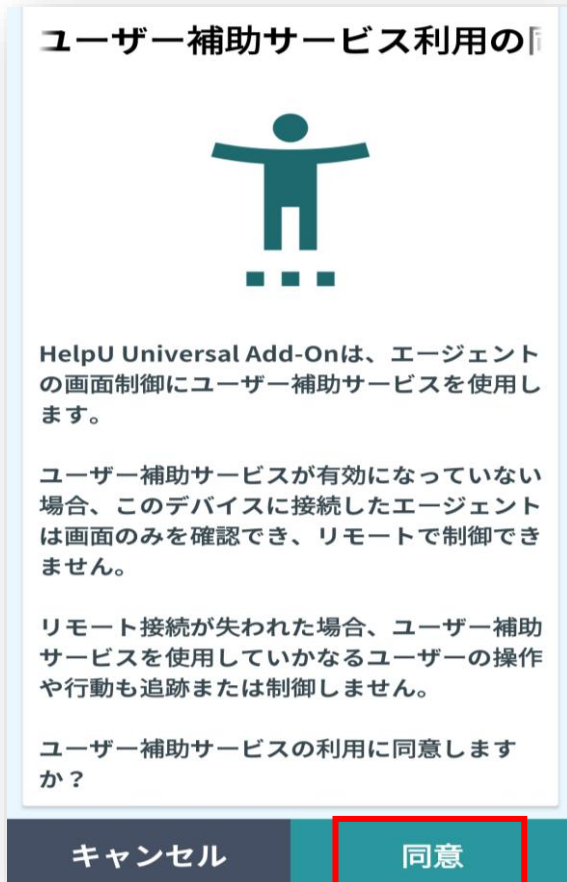 ユーザー補助サービス利用の
HelpU Universal Add-Onは、エージェント
の画面制御にユーザー補助サービスを使用し
ます。
ユーザー補助サービスが有効になっていない
場合、このデバイスに接続したエージェント
は画面のみを確認でき、リモートで制御でき
ません。
リモート接続が失われた場合、ユーザー補助
サービスを使用していかなるユーザーの操作
や行動も追跡または制御しません。
ユーザー補助サービスの利用に同意します
か？
キャンセル
同意